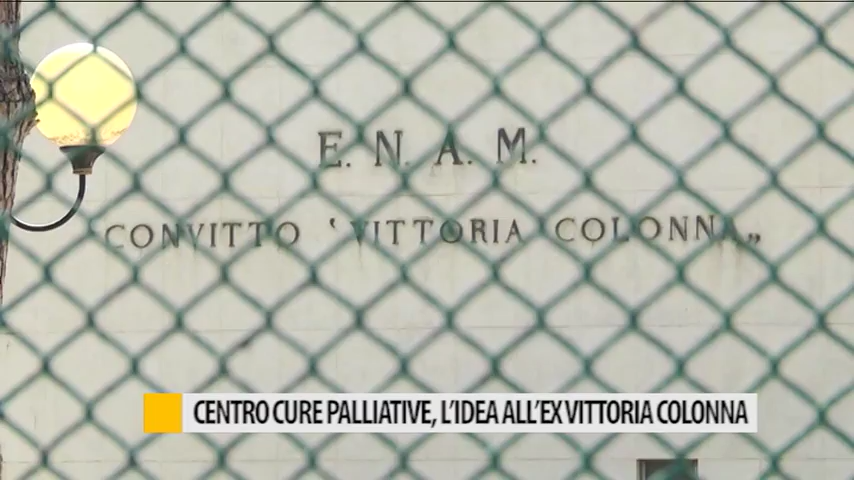 E. N. A. M.
CONVITTO ‛VITTORIA COLONNA„
CENTRO CURE PALLIATIVE, L'IDEA ALL'EX VITTORIA COLONNA